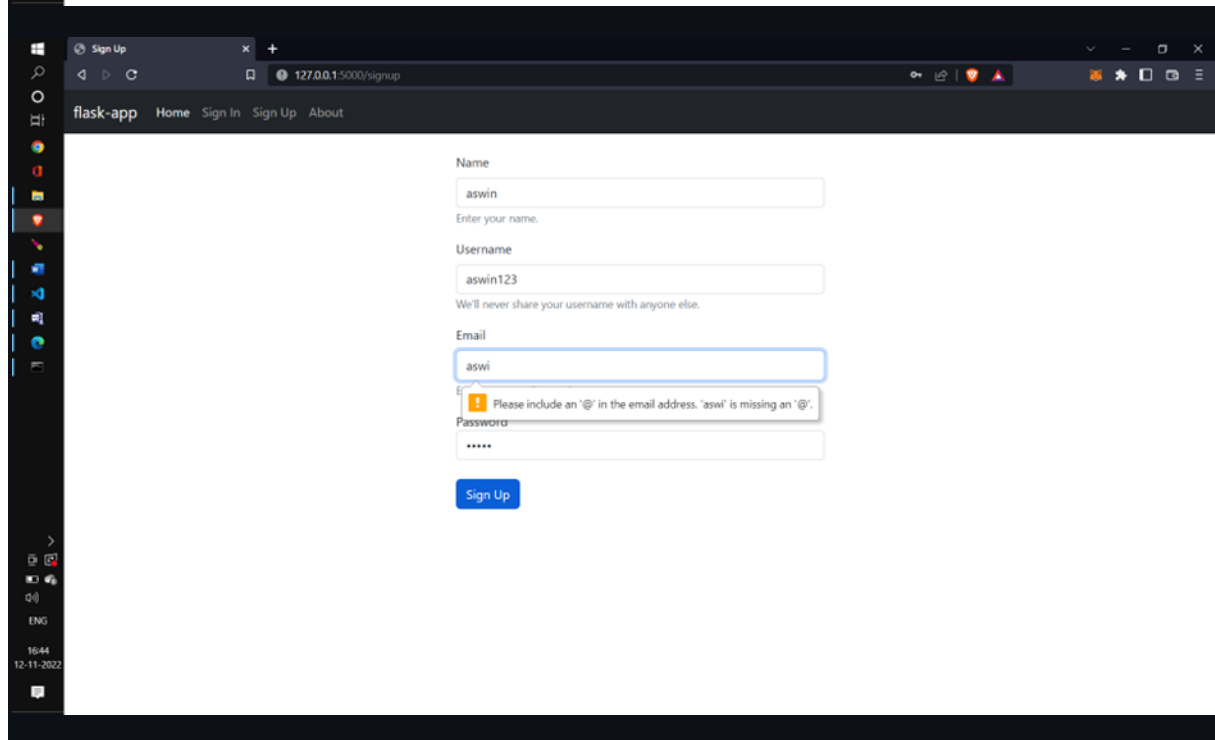 Sign Up
127.0.0.1:5000/signup
flask-app Home Sign In Sign Up About
Name
aswin
Enter your name.
Username
aswin123
We'll never share your username with anyone else.
Email
aswi
Please include an '@' in the email address. 'aswi' is missing an '@'.
Password
•••••
Sign Up
ENG
16:44
12-11-2022